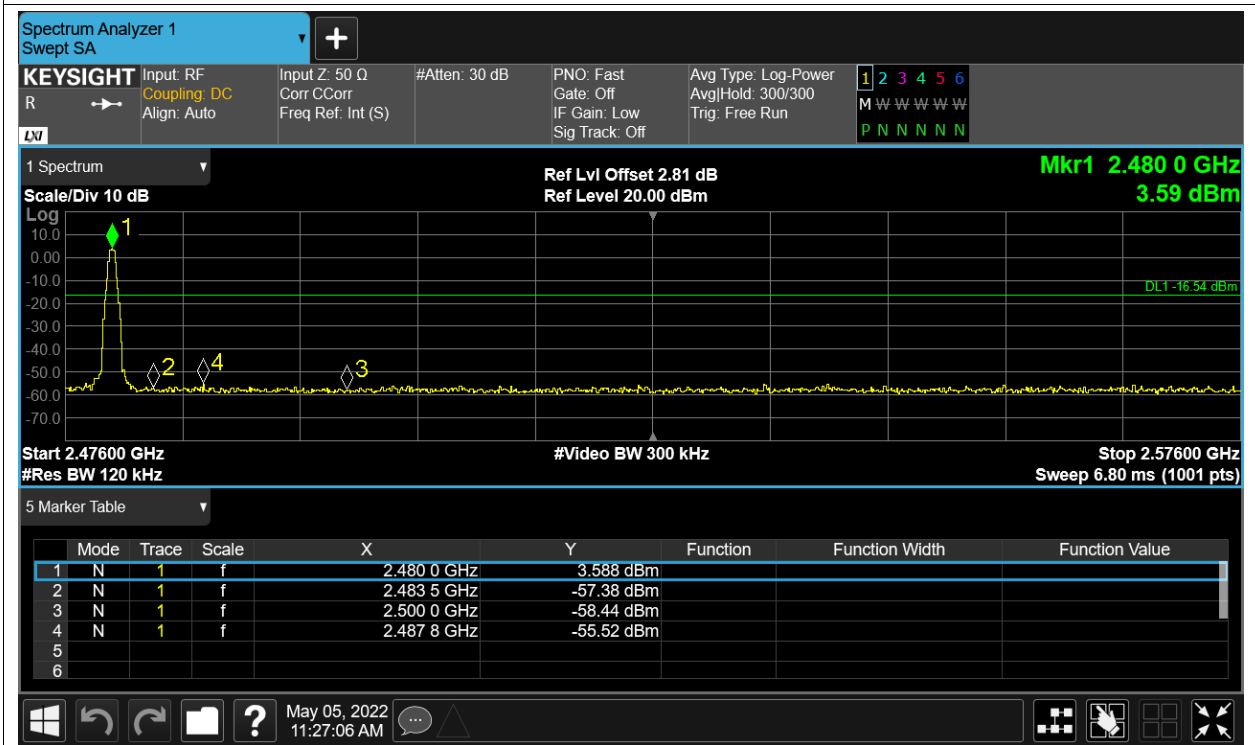 Spectrum Analyzer 1
Swept SA
+
KEYSIGHT Input: RF Input Z: 50 Ω #Atten: 30 dB PNO: Fast Avg Type: Log-Power 1 2 3 4 5 6
R Coupling: DC Corr CCorr Gate: Off Avg|Hold: 300/300 M W W W W W
Align: Auto Freq Ref: Int (S) IF Gain: Low Trig: Free Run
LXI Sig Track: Off P N N N N N
1 Spectrum Ref Lvl Offset 2.81 dB Mkr1 2.480 0 GHz
Scale/Div 10 dB Ref Level 20.00 dBm 3.59 dBm
Log
1
10.0
0.00
-10.0
DL1 -16.54 dBm
-20.0
-30.0
-40.0
2 4 3
-50.0
-60.0
-70.0
Start 2.47600 GHz #Video BW 300 kHz Stop 2.57600 GHz
#Res BW 120 kHz Sweep 6.80 ms (1001 pts)
5 Marker Table
Mode Trace Scale X Y Function Function Width Function Value
1 N 1 f 2.480 0 GHz 3.588 dBm
2 N 1 f 2.483 5 GHz -57.38 dBm
3 N 1 f 2.500 0 GHz -58.44 dBm
4 N 1 f 2.487 8 GHz -55.52 dBm
5
6
? May 05, 2022
11:27:06 AM